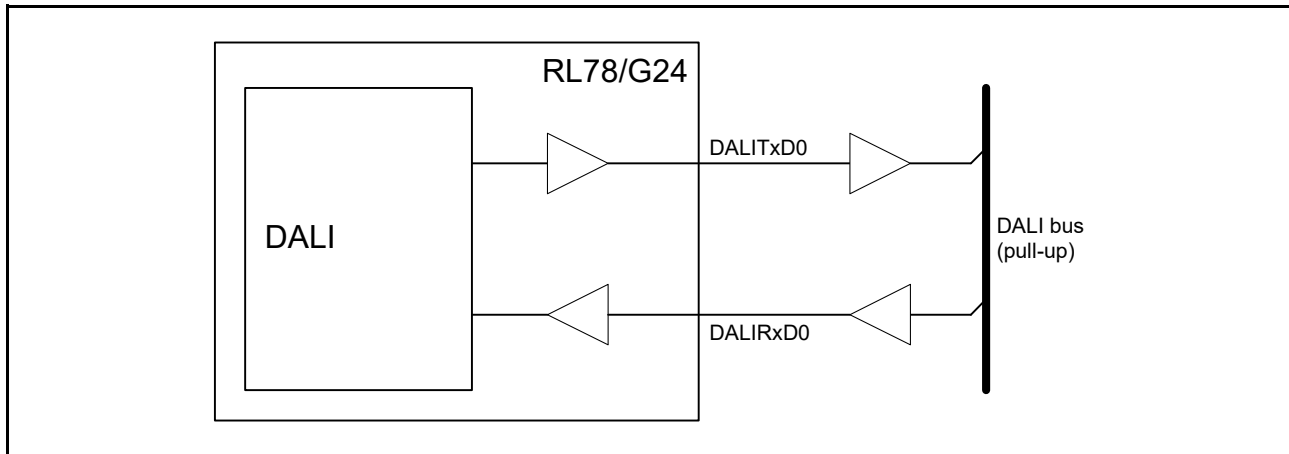 RL78/G24
DALITxD0
DALI
DALI bus
(pull-up)
DALIRxD0